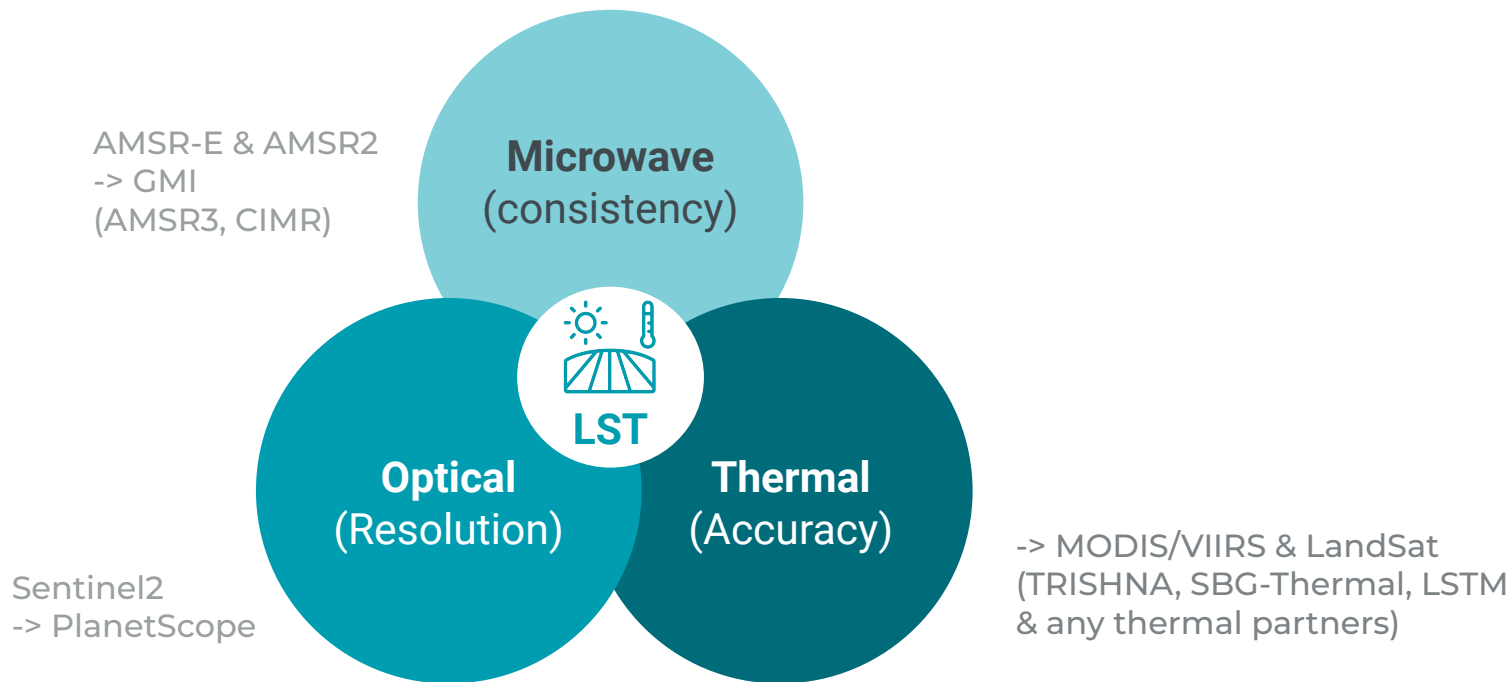 AMSR-E & AMSR2
-> GMI
(AMSR3, CIMR)
Microwave
(consistency)
LST
Optical
(Resolution)
Thermal
(Accuracy)
Sentinel2
-> PlanetScope
-> MODIS/VIIRS & LandSat
(TRISHNA, SBG-Thermal, LSTM
& any thermal partners)